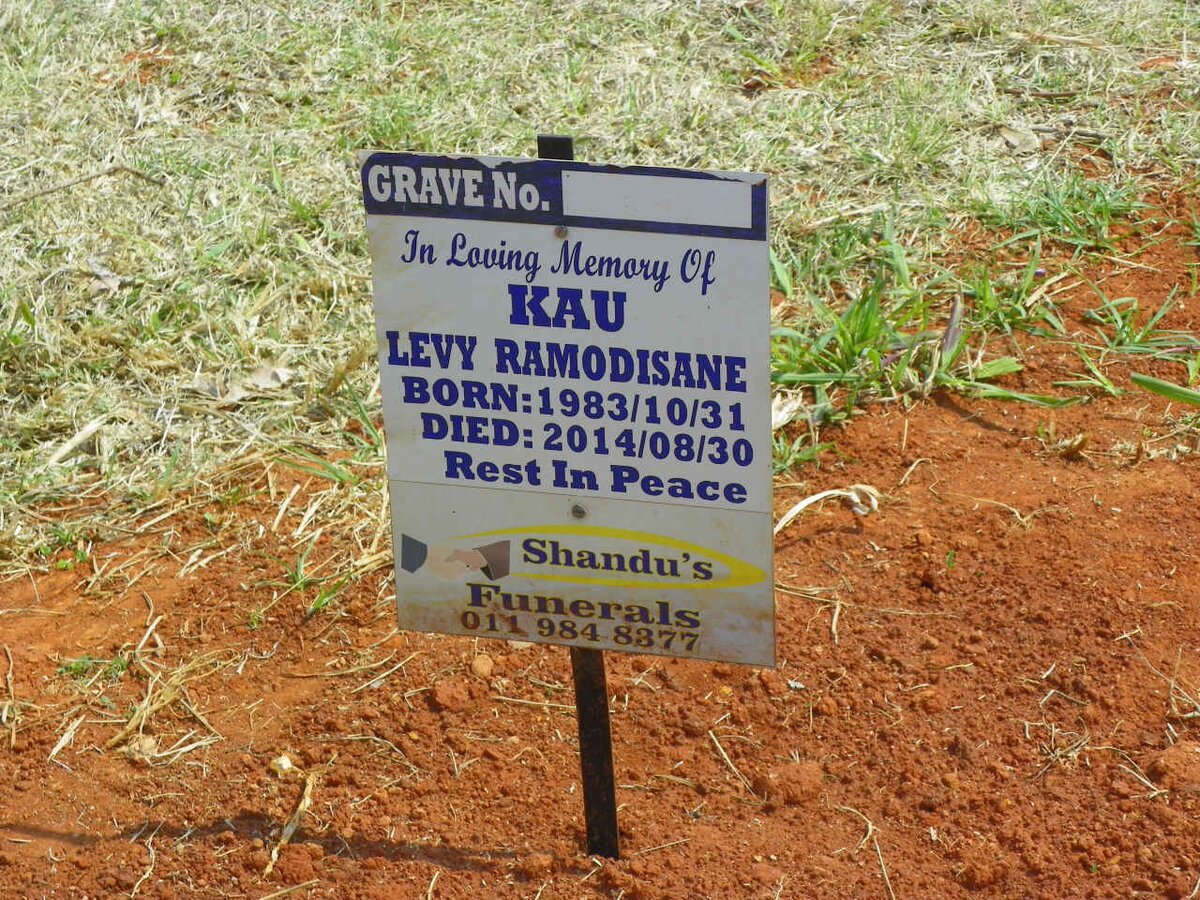 GRAVE No.
In Loving Memory Of
KAU
LEVY RAMODISANE
BORN:1983/10/31
DIED:2014/08/30
Rest In Peace
Shandu's
Funerals
011 984 8377